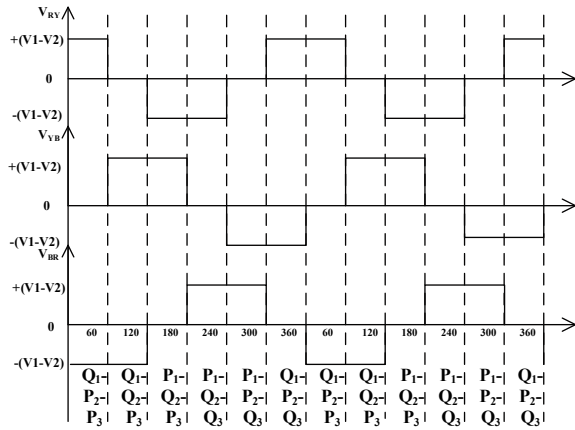 V_RY
+(V1-V2)
0
-(V1-V2)
V_YB
+(V1-V2)
0
-(V1-V2)
V_BR
+(V1-V2)
0
60 120 180 240 300 360 60 120 180 240 300 360
-(V1-V2)
Q₁- Q₁- P₁- P₁- P₁- Q₁- Q₁- Q₁- P₁- P₁- P₁- Q₁-
P₂- Q₂- Q₂- Q₂- P₂- P₂- P₂- Q₂- Q₂- Q₂- P₂- P₂-
P₃ P₃ P₃ Q₃ Q₃ Q₃ P₃ P₃ P₃ Q₃ Q₃ Q₃